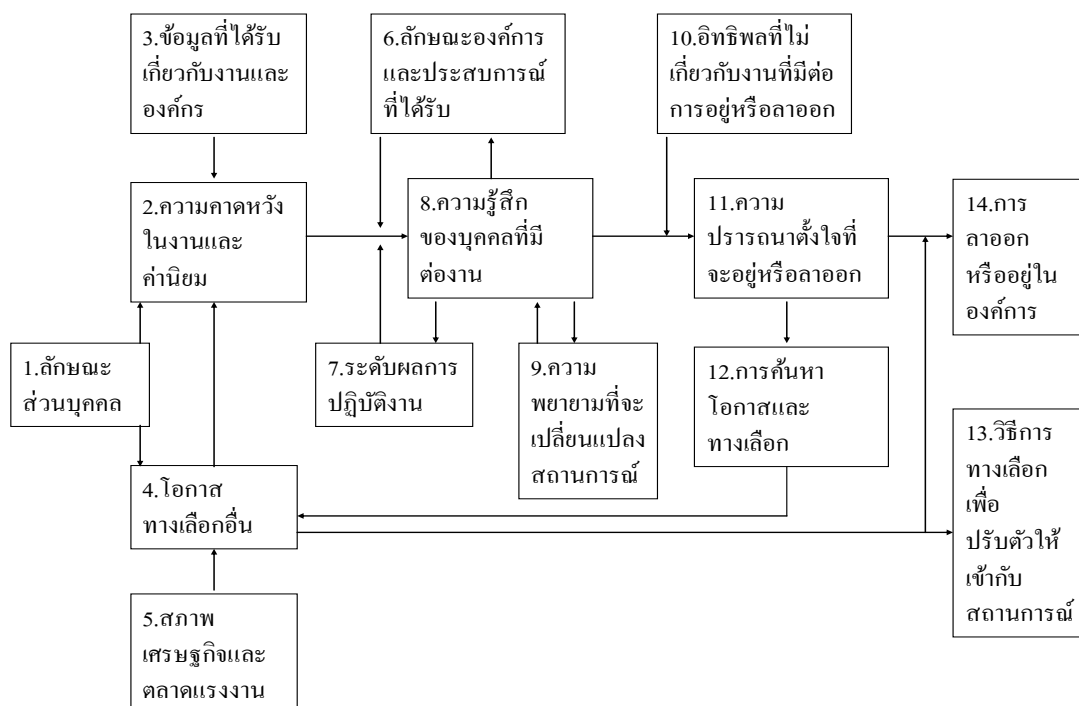 3.ข้อมูลที่ได้รับ
เกี่ยวกับงานและ
องค์กร
6.ลักษณะองค์การ
และประสบการณ์
ที่ได้รับ
10.อิทธิพลที่ไม่
เกี่ยวกับงานที่มีต่อ
การอยู่หรือลาออก
2.ความคาดหวัง
ในงานและ
ค่านิยม
8.ความรู้สึก
ของบุคคลที่มี
ต่องาน
11.ความ
ปรารถนาตั้งใจที่
จะอยู่หรือลาออก
14.การ
ลาออก
หรืออยู่ใน
องค์การ
1.ลักษณะ
ส่วนบุคคล
7.ระดับผลการ
ปฏิบัติงาน
9.ความ
พยายามที่จะ
เปลี่ยนแปลง
สถานการณ์
12.การค้นหา
โอกาสและ
ทางเลือก
13.วิธีการ
ทางเลือก
เพื่อ
ปรับตัวให้
เข้ากับ
สถานการณ์
4.โอกาส
ทางเลือกอื่น
5.สภาพ
เศรษฐกิจและ
ตลาดแรงงาน